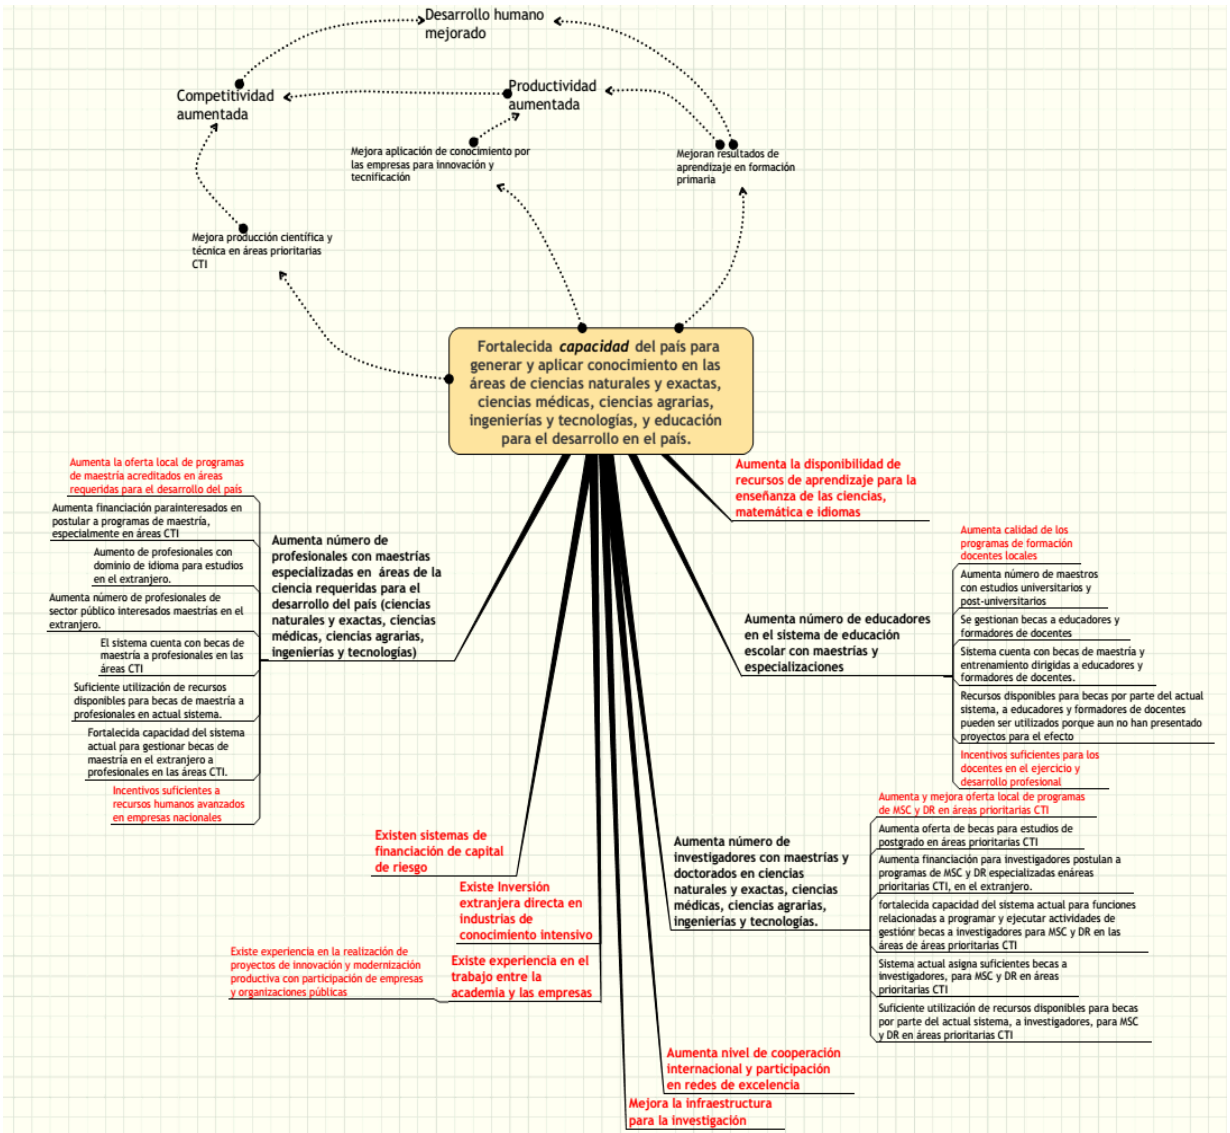 Desarrollo humano
mejorado
Competitividad
aumentada
Productividad
aumentada
Mejora aplicación de conocimiento por
las empresas para innovación y
tecnificación
Mejoran resultados de
aprendizaje en formación
primaria
Mejora producción científica y
técnica en áreas prioritarias
CTI
Fortalecida capacidad del país para
generar y aplicar conocimiento en las
áreas de ciencias naturales y exactas,
ciencias médicas, ciencias agrarias,
ingenierías y tecnologías, y educación
para el desarrollo en el país.
Aumenta la oferta local de programas
de maestría acreditados en áreas
requeridas para el desarrollo del país
Aumenta financiación parainteresados en
postular a programas de maestría,
especialmente en áreas CTI
Aumento de profesionales con
dominio de idioma para estudios
en el extranjero.
Aumenta número de profesionales de
sector público interesados maestrías en el
extranjero.
El sistema cuenta con becas de
maestría a profesionales en las
áreas CTI
Suficiente utilización de recursos
disponibles para becas de maestría a
profesionales en actual sistema.
Fortalecida capacidad del sistema
actual para gestionar becas de
maestría en el extranjero a
profesionales en las áreas CTI.
Incentivos suficientes a
recursos humanos avanzados
en empresas nacionales
Aumenta número de
profesionales con maestrías
especializadas en áreas de la
ciencia requeridas para el
desarrollo del país (ciencias
naturales y exactas, ciencias
médicas, ciencias agrarias,
ingenierías y tecnologías)
Existen sistemas de
financiación de capital
de riesgo
Existe Inversión
extranjera directa en
industrias de
conocimiento intensivo
Existe experiencia en la realización de
proyectos de innovación y modernización
productiva con participación de empresas
y organizaciones públicas
Existe experiencia en el
trabajo entre la
academia y las empresas
Aumenta la disponibilidad de
recursos de aprendizaje para la
enseñanza de las ciencias,
matemática e idiomas
Aumenta número de educadores
en el sistema de educación
escolar con maestrías y
especializaciones
Aumenta calidad de los
programas de formación
docentes locales
Aumenta número de maestros
con estudios universitarios y
post-universitarios
Se gestionan becas a educadores y
formadores de docentes
Sistema cuenta con becas de maestría y
entrenamiento dirigidas a educadores y
formadores de docentes.
Recursos disponibles para becas por parte del actual
sistema, a educadores y formadores de docentes
pueden ser utilizados porque aun no han presentado
proyectos para el efecto
Incentivos suficientes para los
docentes en el ejercicio y
desarrollo profesional
Aumenta número de
investigadores con maestrías y
doctorados en ciencias
naturales y exactas, ciencias
médicas, ciencias agrarias,
ingenierías y tecnologías.
Aumenta y mejora oferta local de programas
de MSC y DR en áreas prioritarias CTI
Aumenta oferta de becas para estudios de
postgrado en áreas prioritarias CTI
Aumenta financiación para investigadores postulan a
programas de MSC y DR especializadas enáreas
prioritarias CTI, en el extranjero.
fortalecida capacidad del sistema actual para funciones
relacionadas a programar y ejecutar actividades de
gestiónr becas a investigadores para MSC y DR en las
áreas de áreas prioritarias CTI
Sistema actual asigna suficientes becas a
investigadores, para MSC y DR en áreas
prioritarias CTI
Suficiente utilización de recursos disponibles para becas
por parte del actual sistema, a investigadores, para MSC
y DR en áreas prioritarias CTI
Aumenta nivel de cooperación
internacional y participación
en redes de excelencia
Mejora la infraestructura
para la investigación